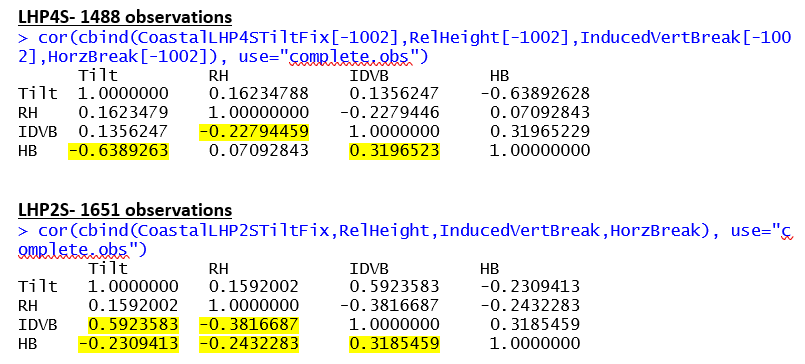 LHP4S- 1488 observations
> cor(cbind(CoastalLHP4STiltFix[-1002],RelHeight[-1002],InducedVertBreak[-100
2],HorzBreak[-1002]), use="complete.obs")
Tilt RH IDVB HB
Tilt 1.0000000 0.16234788 0.1356247 -0.63892628
RH 0.1623479 1.00000000 -0.2279446 0.07092843
IDVB 0.1356247 -0.22794459 1.0000000 0.31965229
HB -0.6389263 0.07092843 0.3196523 1.00000000
LHP2S- 1651 observations
> cor(cbind(CoastalLHP2STiltFix,RelHeight,InducedVertBreak,HorzBreak), use="c
omplete.obs")
Tilt RH IDVB HB
Tilt 1.0000000 0.1592002 0.5923583 -0.2309413
RH 0.1592002 1.0000000 -0.3816687 -0.2432283
IDVB 0.5923583 -0.3816687 1.0000000 0.3185459
HB -0.2309413 -0.2432283 0.3185459 1.0000000